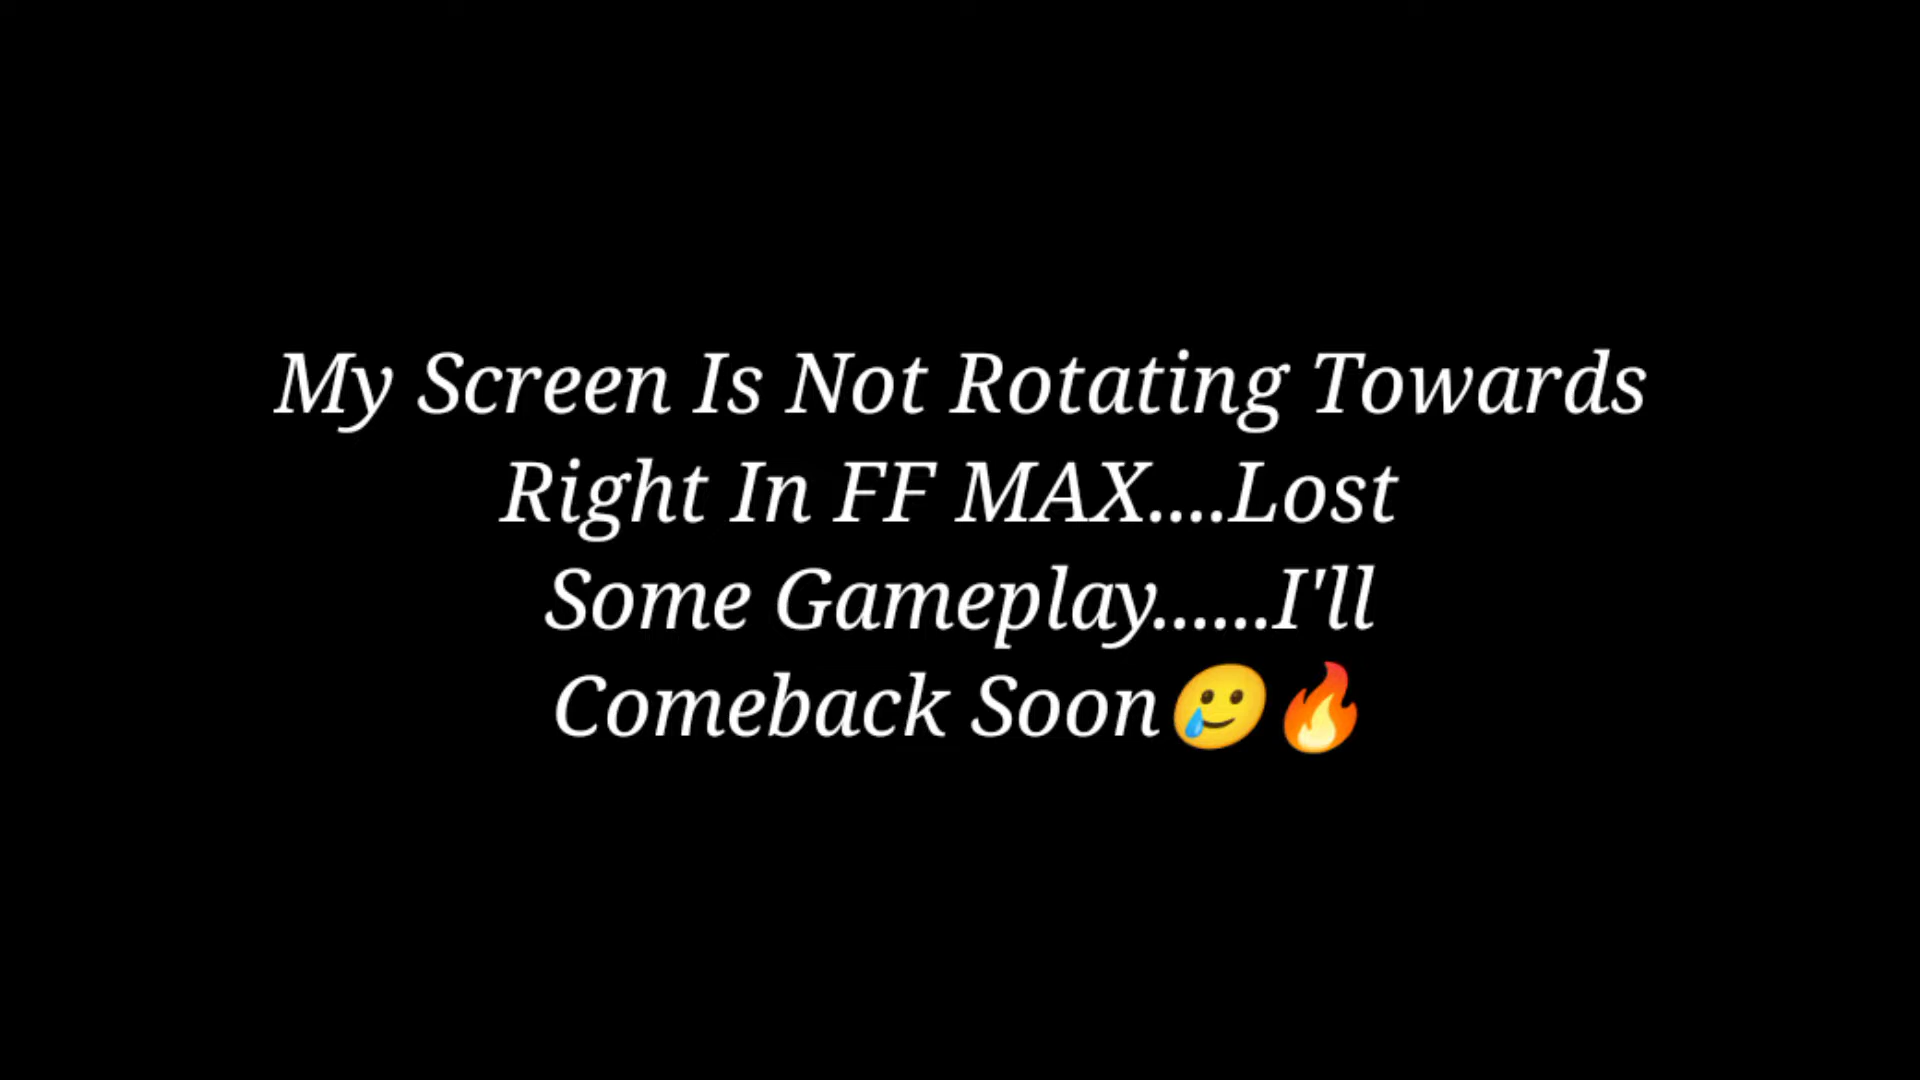 My Screen Is Not Rotating Towards
Right In FF MAX....Lost
Some Gameplay......I'll
Comeback Soon🥲🔥